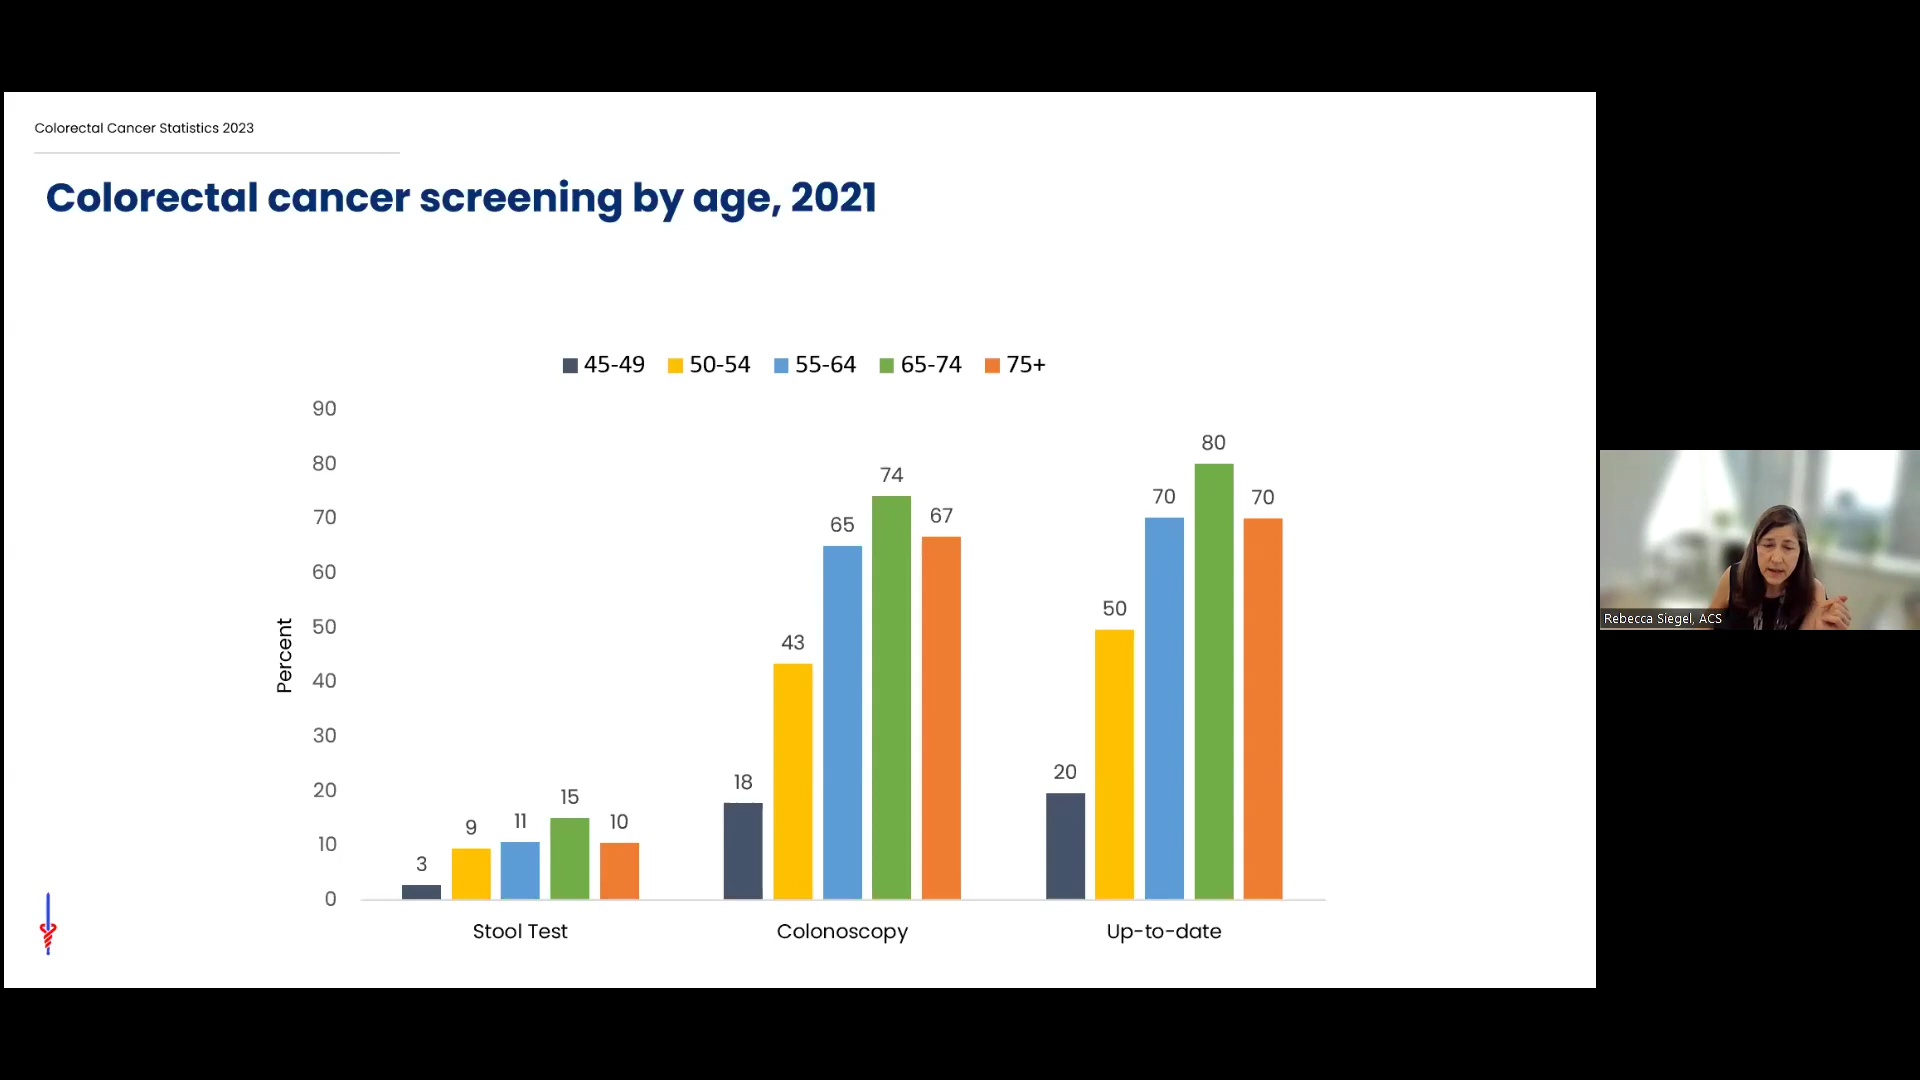 Colorectal Cancer Statistics 2023
Colorectal cancer screening by age, 2021
45-49 50-54 55-64 65-74 75+
90
80
70
60
50
40
30
20
10
0
Percent
3 9 11 15 10
18 43 65 74 67
20 50 70 80 70
Stool Test Colonoscopy Up-to-date
Rebecca Siegel, ACS